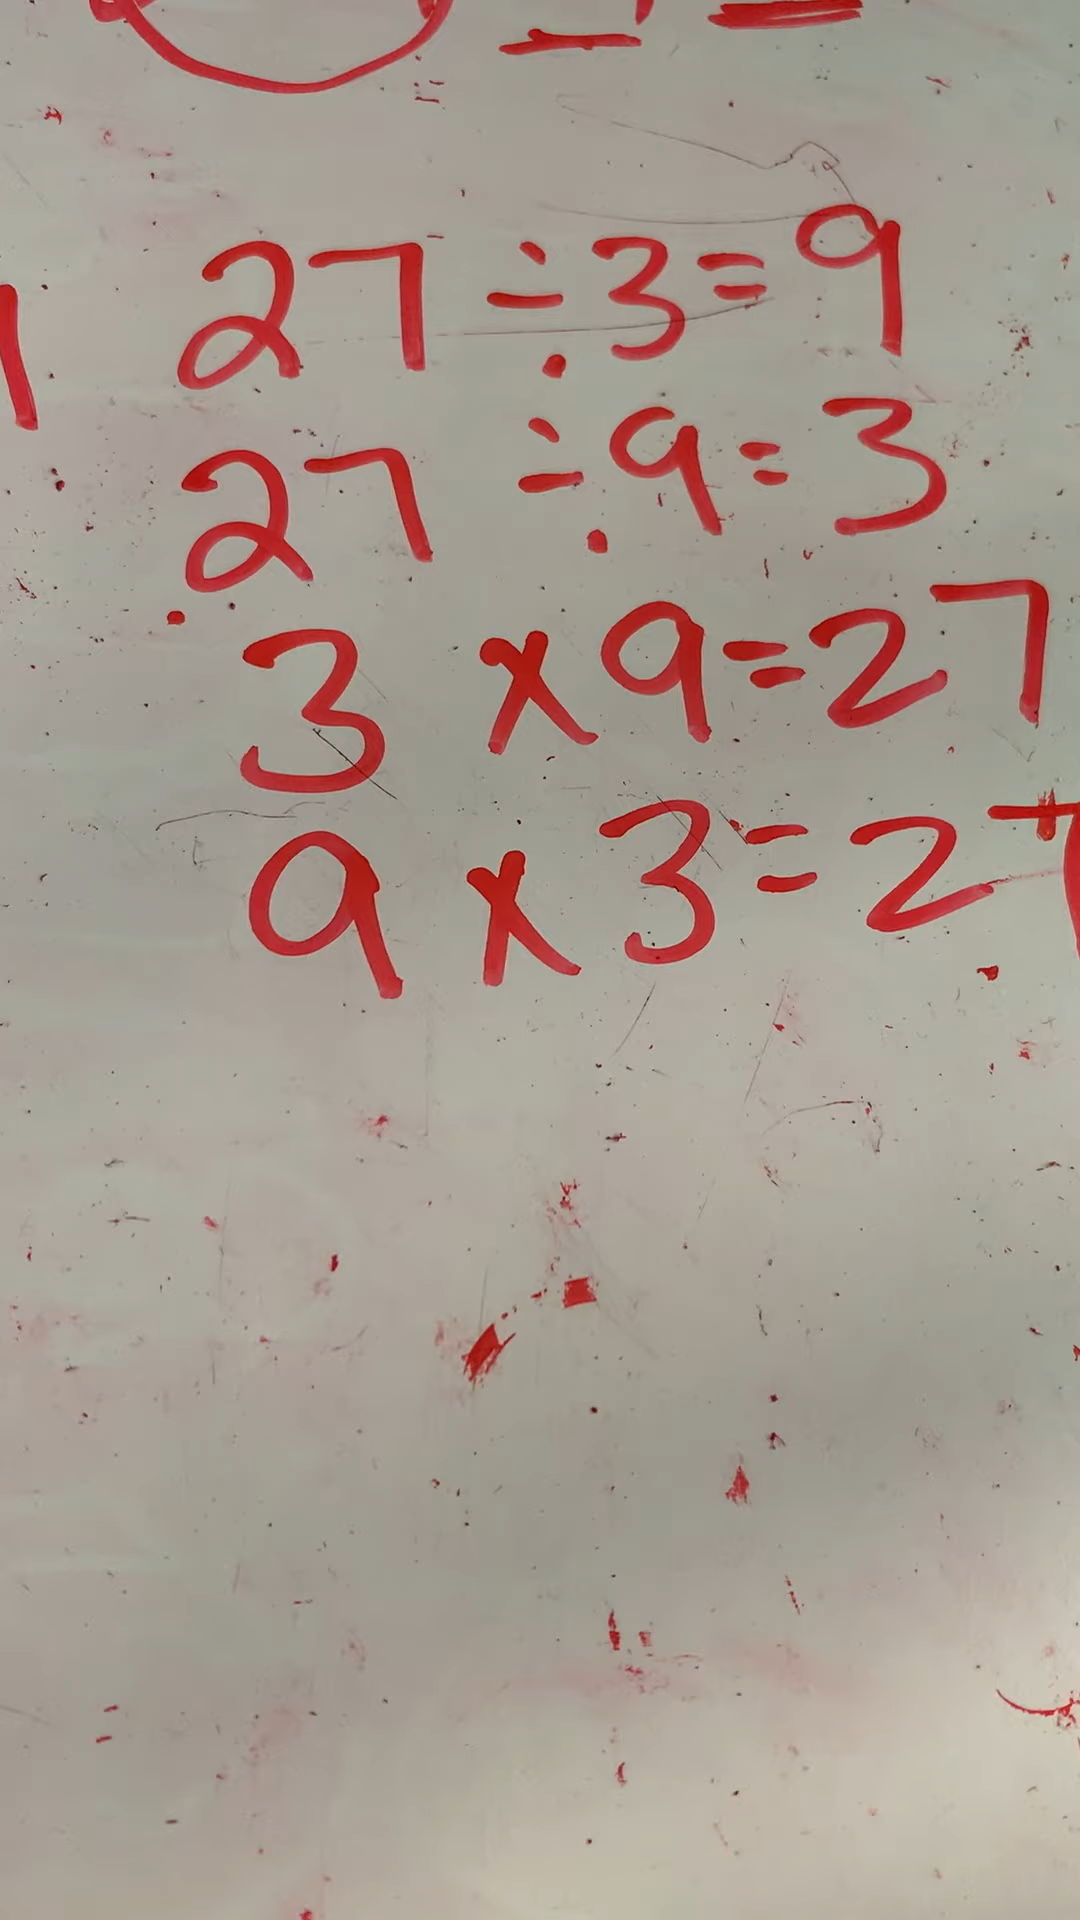 27 ÷ 3 = 9
27 ÷ 9 = 3
3 x 9 = 27
9 x 3 = 27